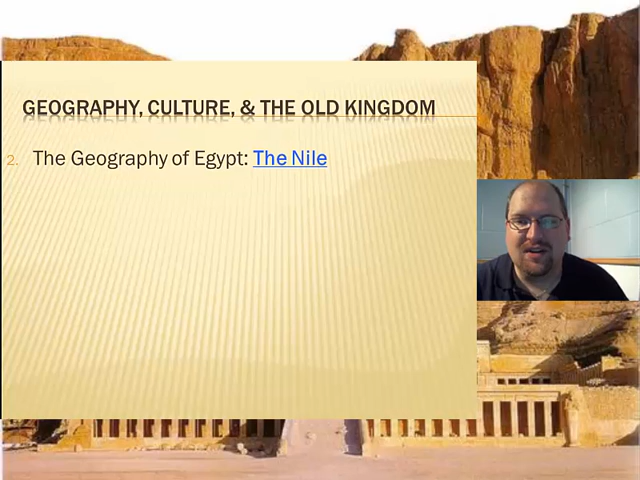 GEOGRAPHY, CULTURE, & THE OLD KINGDOM
2. The Geography of Egypt: The Nile